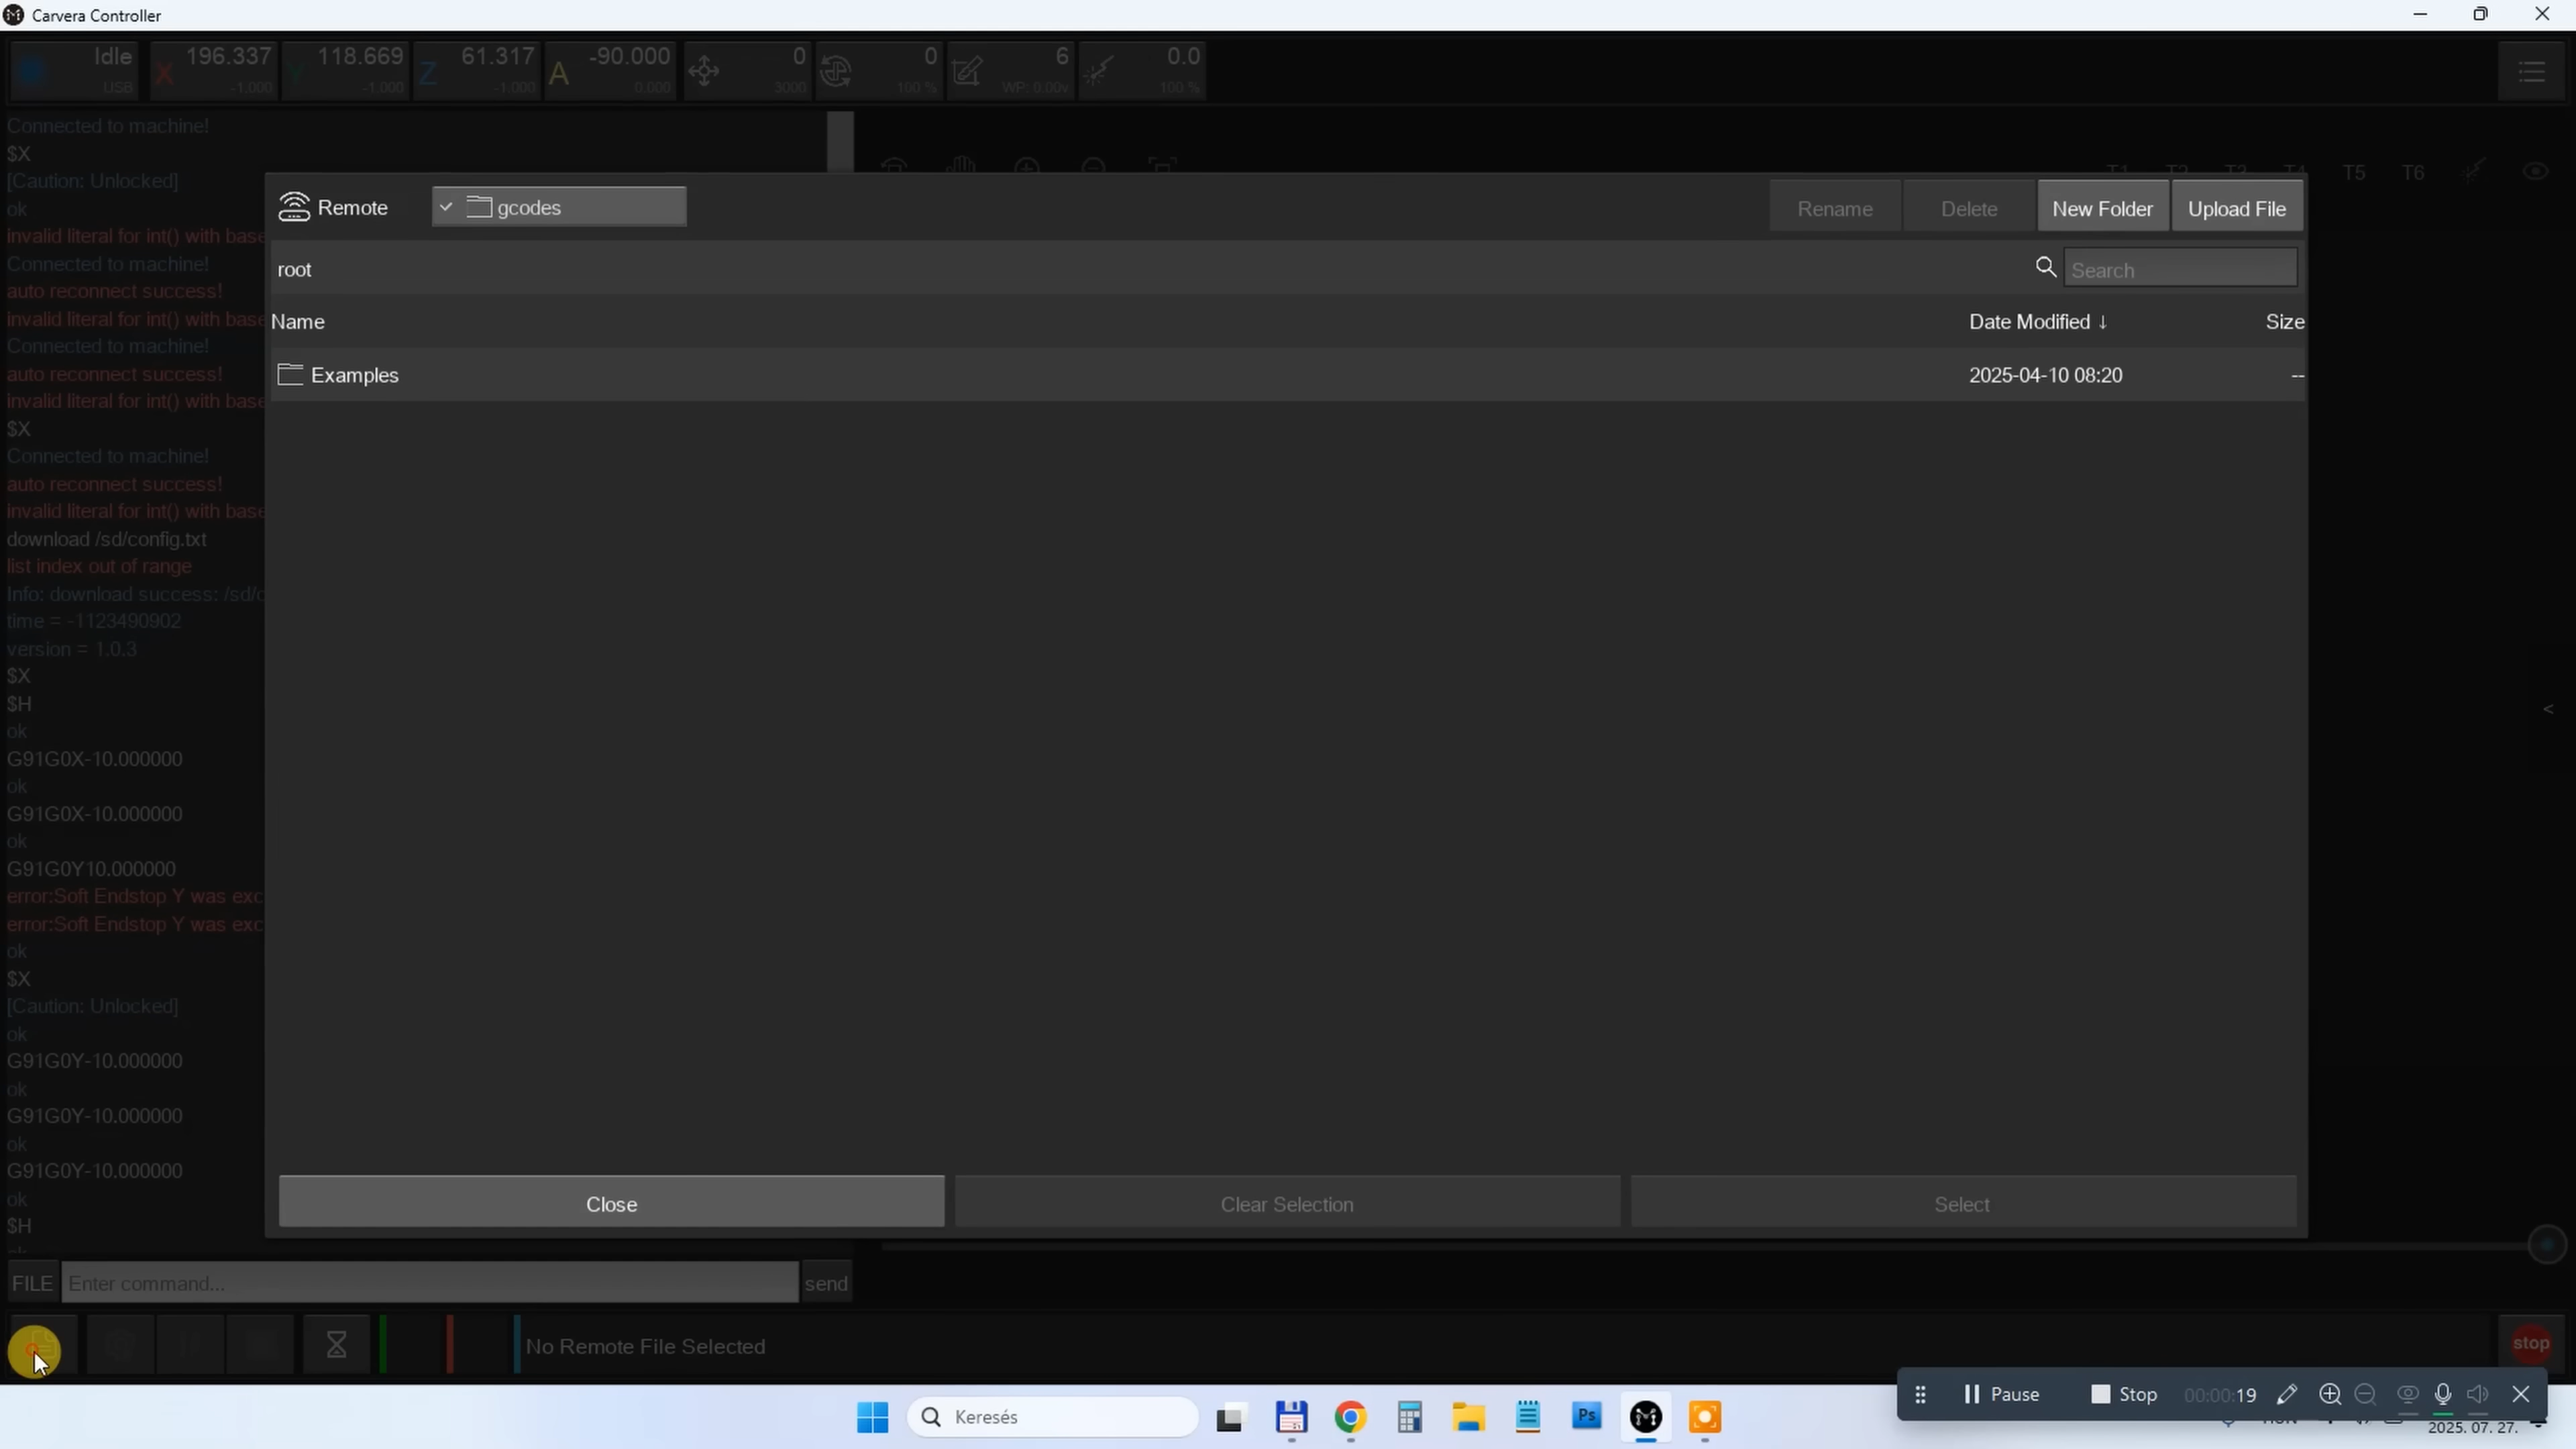 Carvera Controller
Idle
USB
X 196.337
-1.000
Y 118.669
-1.000
Z 61.317
-1.000
A -90.000
0.000
0
3000
0
100 %
6
WP: 0.00v
0.0
100 %
Connected to machine!
$X
[Caution: Unlocked]
ok
invalid literal for int() with base
Connected to machine!
auto reconnect success!
invalid literal for int() with base
Connected to machine!
auto reconnect success!
invalid literal for int() with base
$X
Connected to machine!
auto reconnect success!
invalid literal for int() with base
download /sd/config.txt
list index out of range
Info: download success: /sd/c
time = -1123490902
version = 1.0.3
$X
$H
ok
G91G0X-10.000000
ok
G91G0X-10.000000
ok
G91G0Y10.000000
error:Soft Endstop Y was exc
error:Soft Endstop Y was exc
ok
$X
[Caution: Unlocked]
ok
G91G0Y-10.000000
ok
G91G0Y-10.000000
ok
G91G0Y-10.000000
ok
$H
T1 T2 T3 T4 T5 T6
Remote
gcodes
Rename
Delete
New Folder
Upload File
root
Search
Name
Date Modified ↓
Size
Examples
2025-04-10 08:20
--
Close
Clear Selection
Select
<
FILE
Enter command...
send
No Remote File Selected
stop
Pause
Stop
00:00:19
Keresés
Ps
2025. 07. 27.